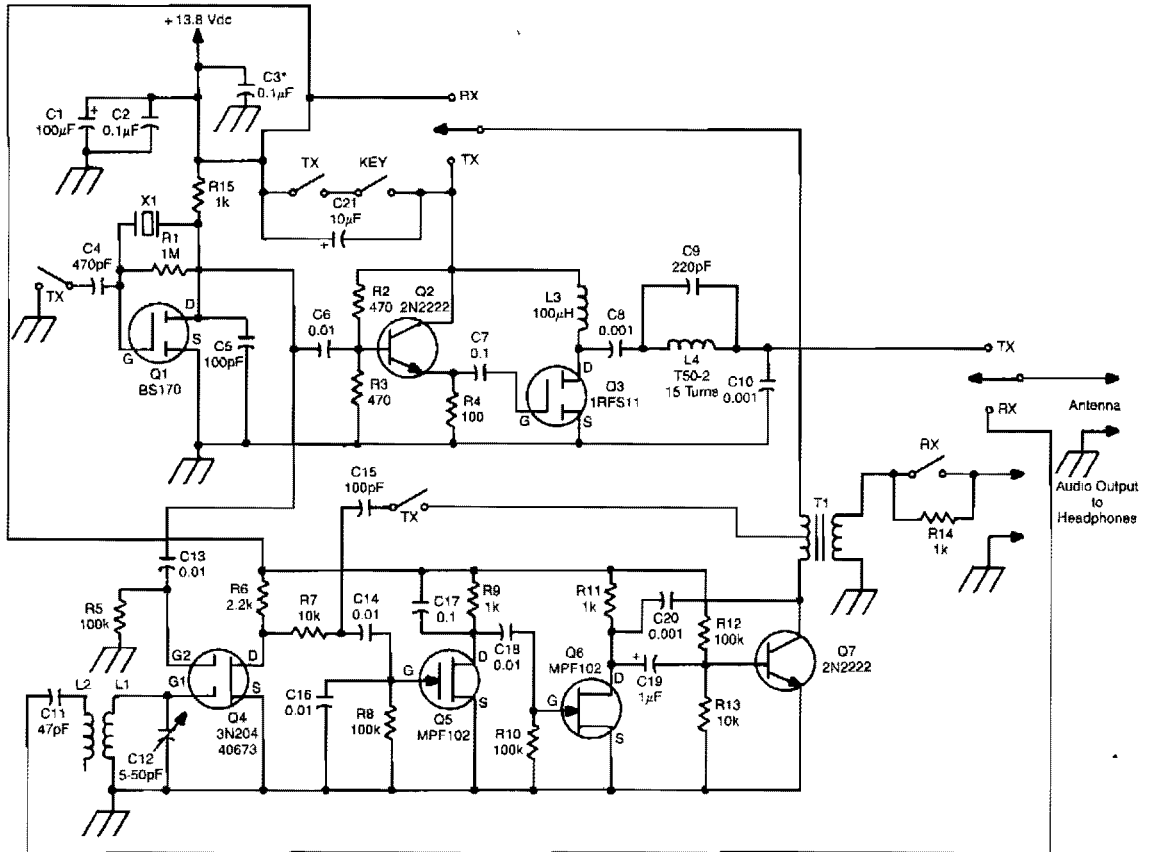 + 13.8 Vdc
C3*
0.1µF
C1
100µF
+
C2
0.1µF
RX
TX
KEY
TX
R15
1k
C21
10µF
+
X1
R1
1M
C4
470pF
TX
C9
220pF
R2
470
Q2
2N2222
L3
100µH
C6
0.01
C8
0.001
D
S
G
Q1
BS170
C5
100pF
C7
0.1
L4
T50-2
15 Turns
TX
R3
470
R4
100
D
G
S
Q3
1RFS11
C10
0.001
RX
Antenna
C15
100pF
TX
RX
T1
R14
1k
Audio Output
to
Headphones
C13
0.01
R6
2.2k
R7
10k
C14
0.01
C17
0.1
R9
1k
R11
1k
C20
0.001
R12
100k
R5
100k
C18
0.01
G2
G1
D
S
Q4
3N204
40673
G
D
S
Q5
MPF102
Q6
MPF102
G
D
S
+
C19
1µF
Q7
2N2222
L2
L1
C11
47pF
C12
5-50pF
C16
0.01
R8
100k
R10
100k
R13
10k